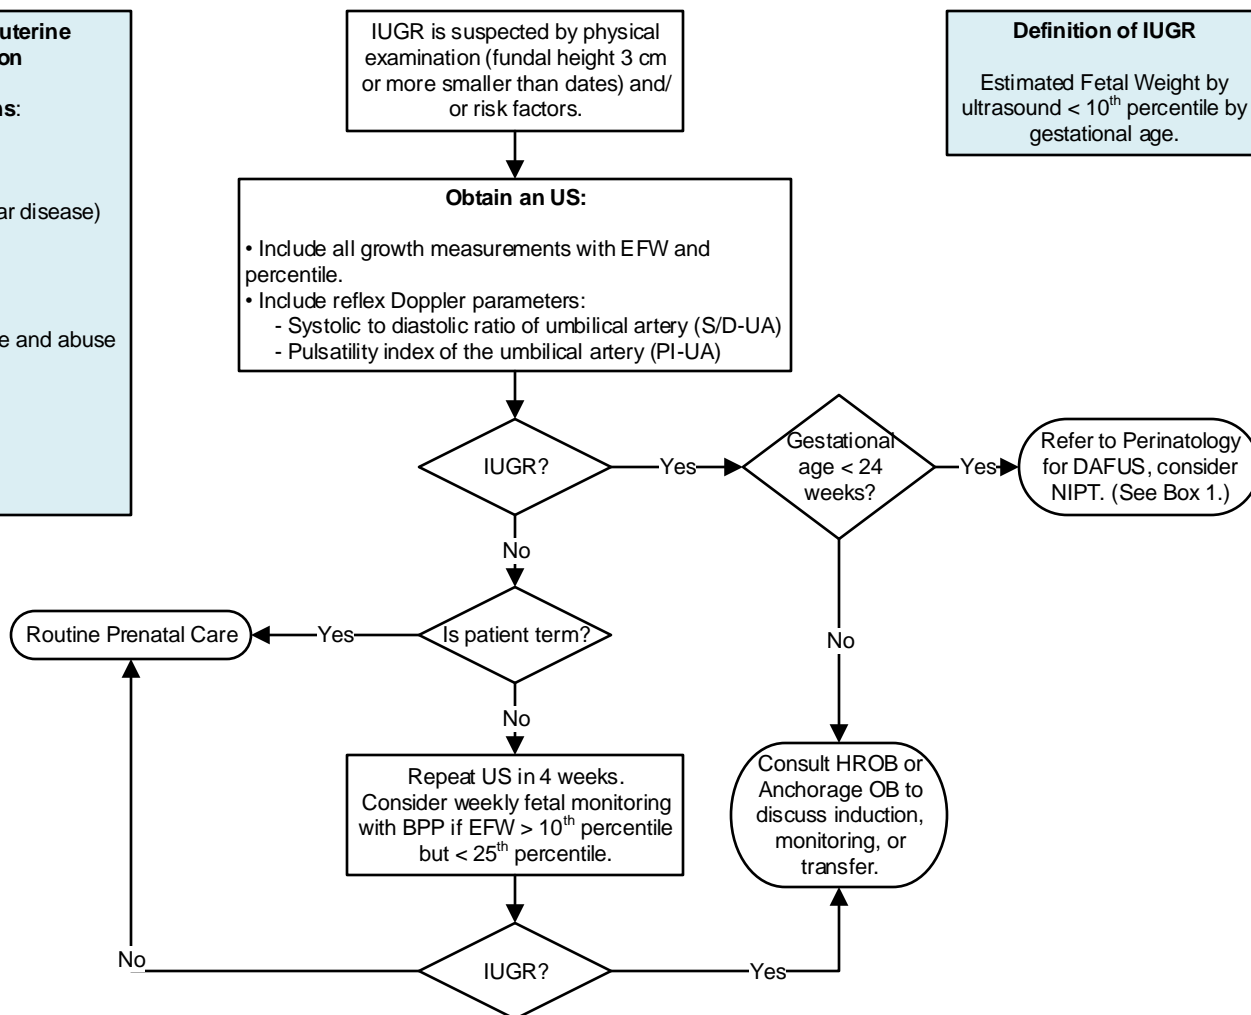 uterine
on
ns:
ar disease)
e and abuse
IUGR is suspected by physical
examination (fundal height 3 cm
or more smaller than dates) and/
or risk factors.
Definition of IUGR
Estimated Fetal Weight by
ultrasound < 10th percentile by
gestational age.
Obtain an US:
• Include all growth measurements with EFW and
percentile.
• Include reflex Doppler parameters:
- Systolic to diastolic ratio of umbilical artery (S/D-UA)
- Pulsatility index of the umbilical artery (PI-UA)
IUGR?
Yes
Gestational
age < 24
weeks?
Yes
Refer to Perinatology
for DAFUS, consider
NIPT. (See Box 1.)
No
Is patient term?
Yes
Routine Prenatal Care
No
No
Repeat US in 4 weeks.
Consider weekly fetal monitoring
with BPP if EFW > 10th percentile
but < 25th percentile.
Consult HROB or
Anchorage OB to
discuss induction,
monitoring, or
transfer.
IUGR?
No
Yes